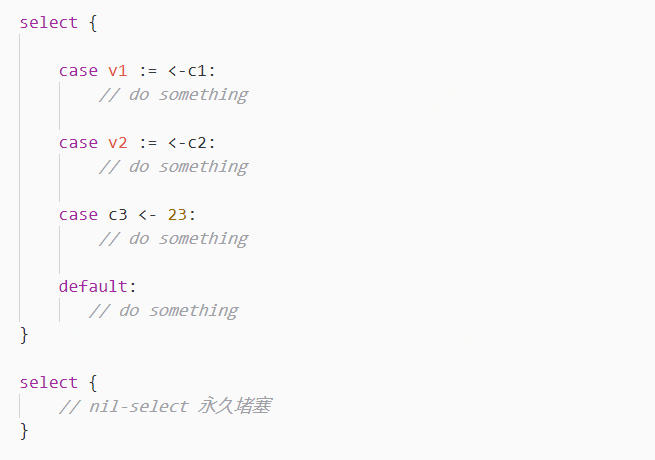 select {
case v1 := <-c1:
// do something
case v2 := <-c2:
// do something
case c3 <- 23:
// do something
default:
// do something
}
select {
// nil-select 永久堵塞
}